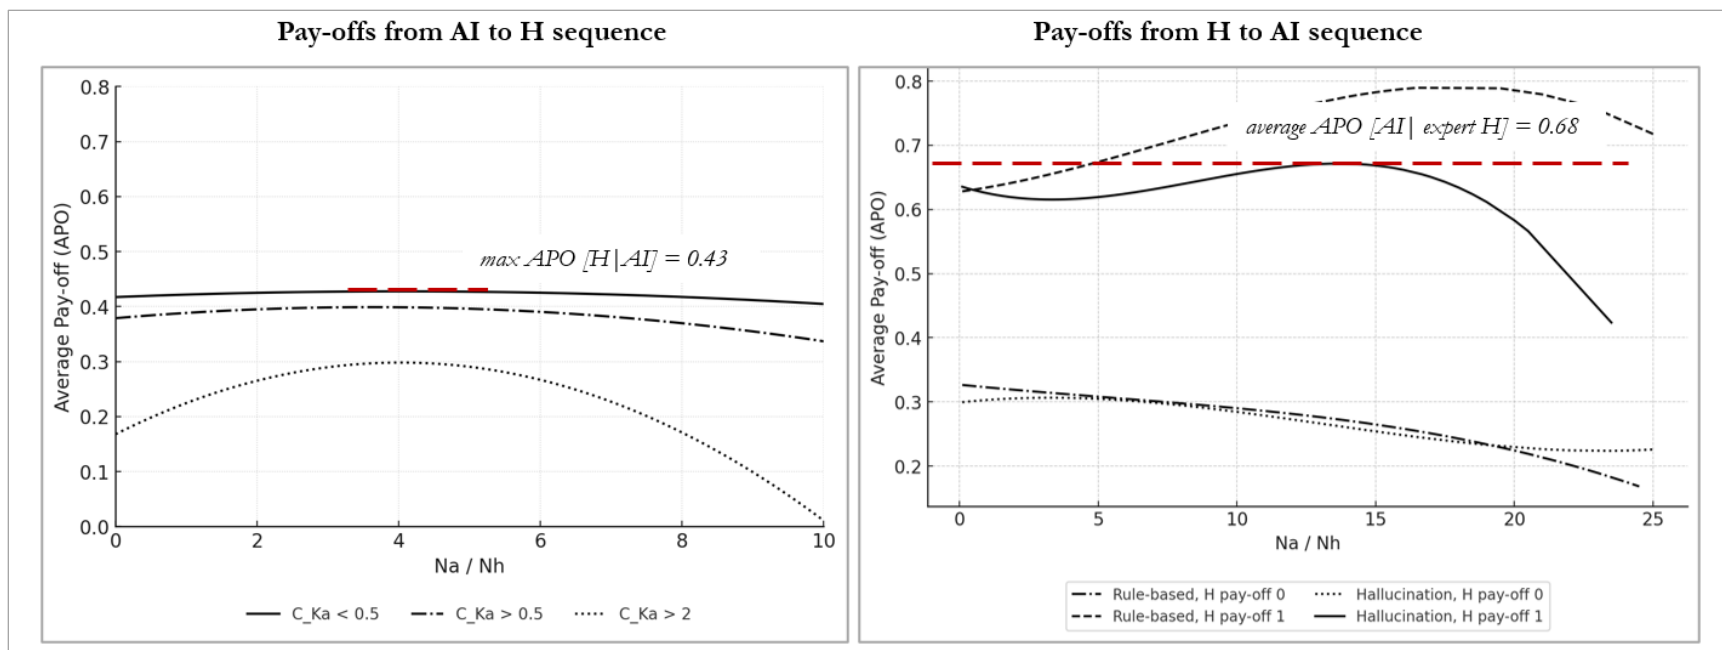 Pay-offs from AI to H sequence
0.8
0.7
0.6
0.5
0.4
0.3
0.2
0.1
0.0
Average Pay-off (APO)
max APO [H|AI] = 0.43
0 2 4 6 8 10
Na / Nh
C_Ka < 0.5 C_Ka > 0.5 C_Ka > 2
Pay-offs from H to AI sequence
0.8
0.7
0.6
0.5
0.4
0.3
0.2
Average Pay-off (APO)
average APO [AI| expert H] = 0.68
0 5 10 15 20 25
Na / Nh
Rule-based, H pay-off 0 Hallucination, H pay-off 0
Rule-based, H pay-off 1 Hallucination, H pay-off 1